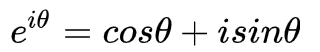 e^{iθ} = cosθ + isinθ